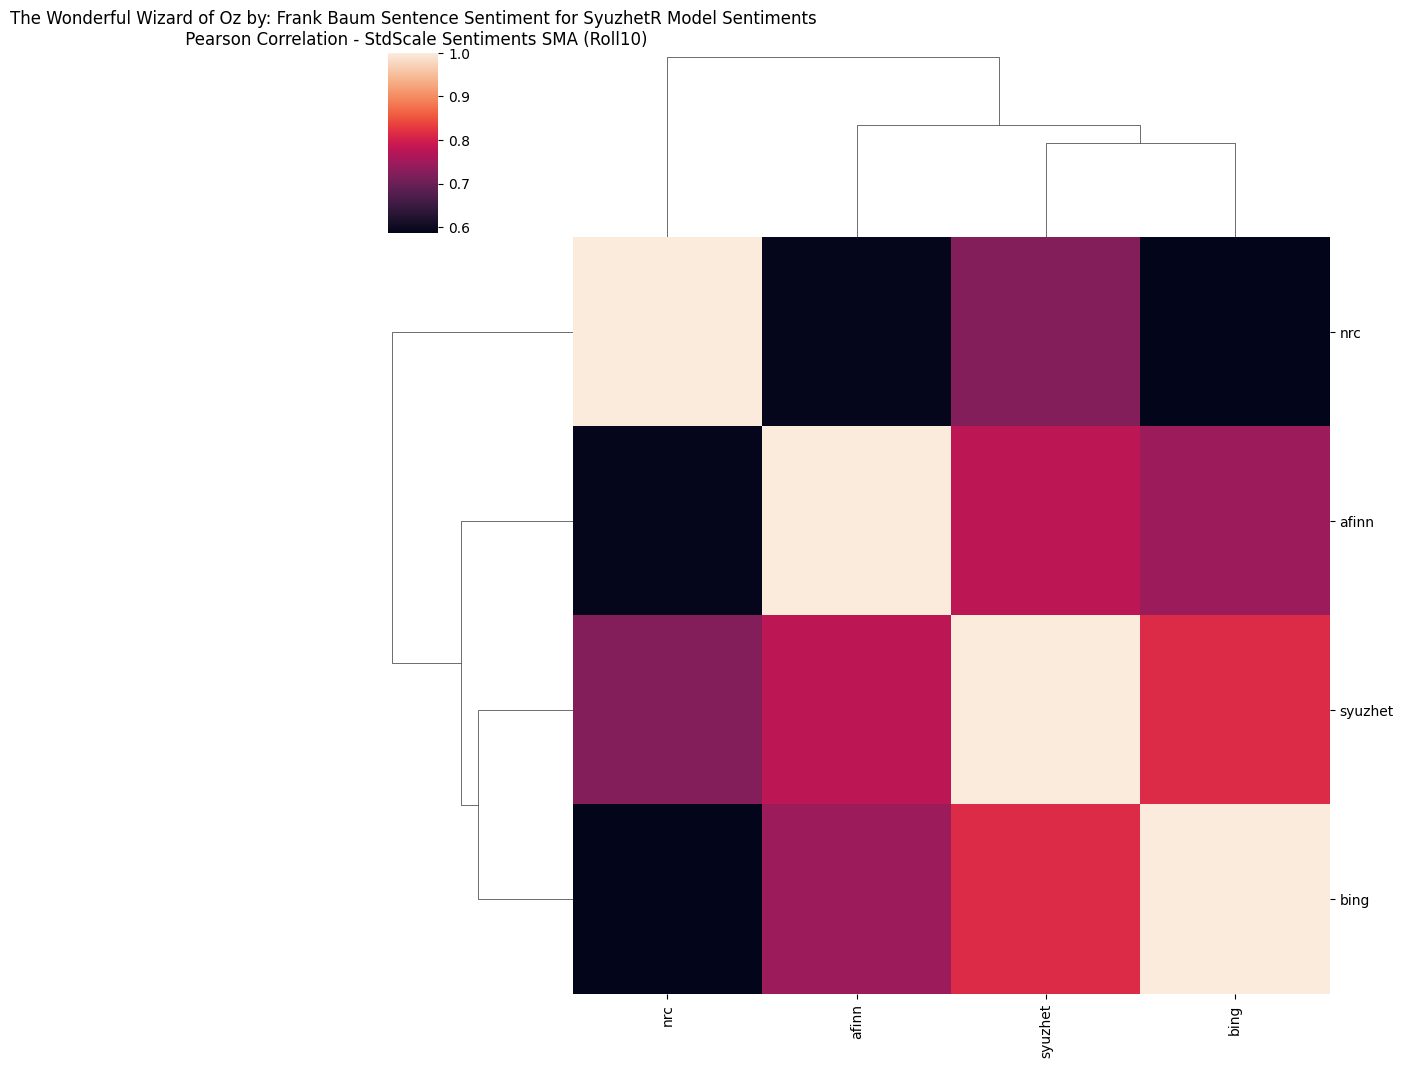 The Wonderful Wizard of Oz by: Frank Baum Sentence Sentiment for SyuzhetR Model Sentiments
Pearson Correlation - StdScale Sentiments SMA (Roll10)
1.0
0.9
0.8
0.7
0.6
nrc
afinn
syuzhet
bing
nrc
afinn
syuzhet
bing